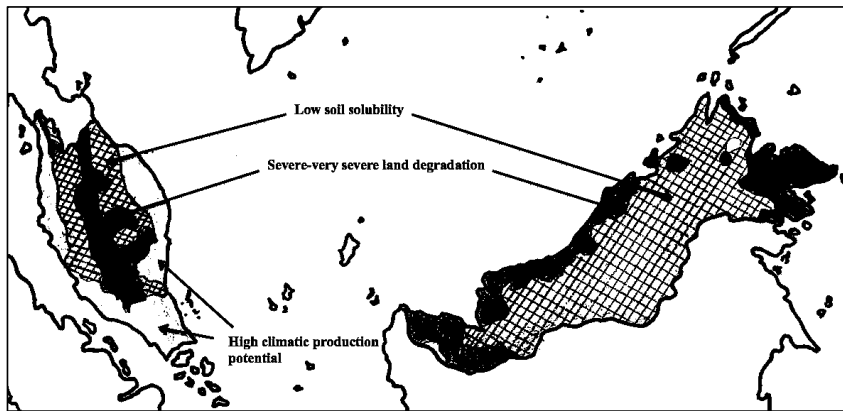 Low soil solubility
Severe-very severe land degradation
High climatic production
potential